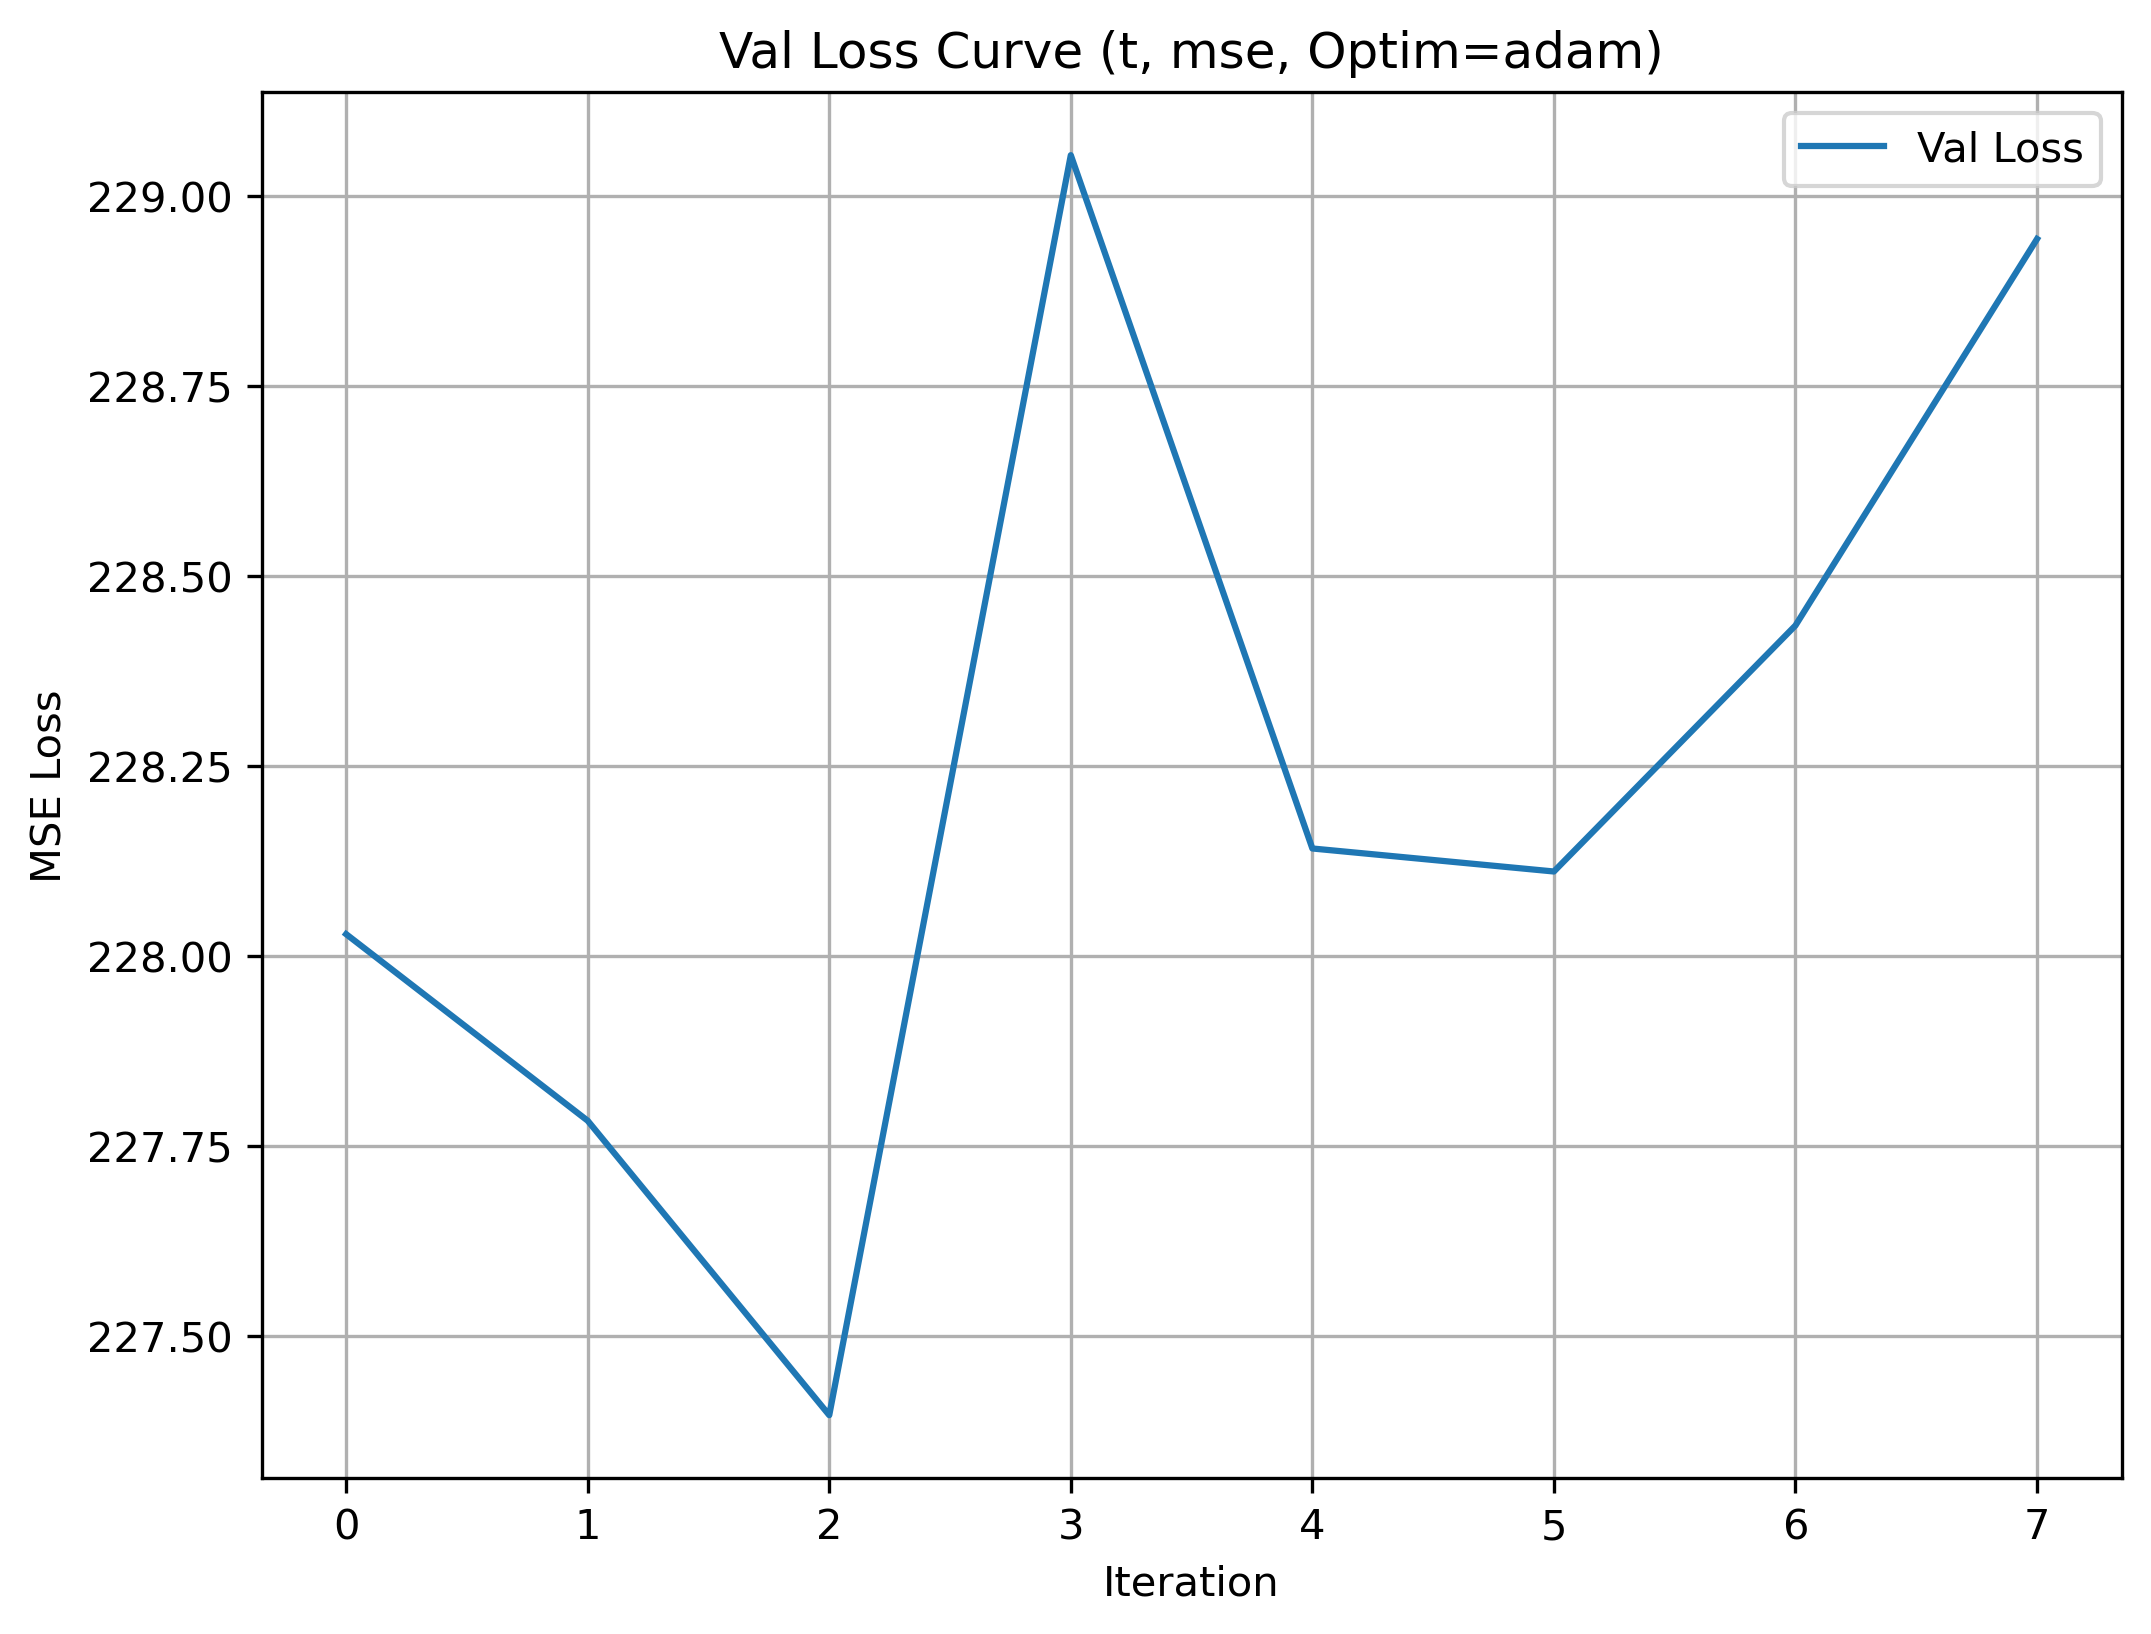 Val Loss Curve (t, mse, Optim=adam)
Val Loss
229.00
228.75
228.50
228.25
228.00
227.75
227.50
MSE Loss
0 1 2 3 4 5 6 7
Iteration